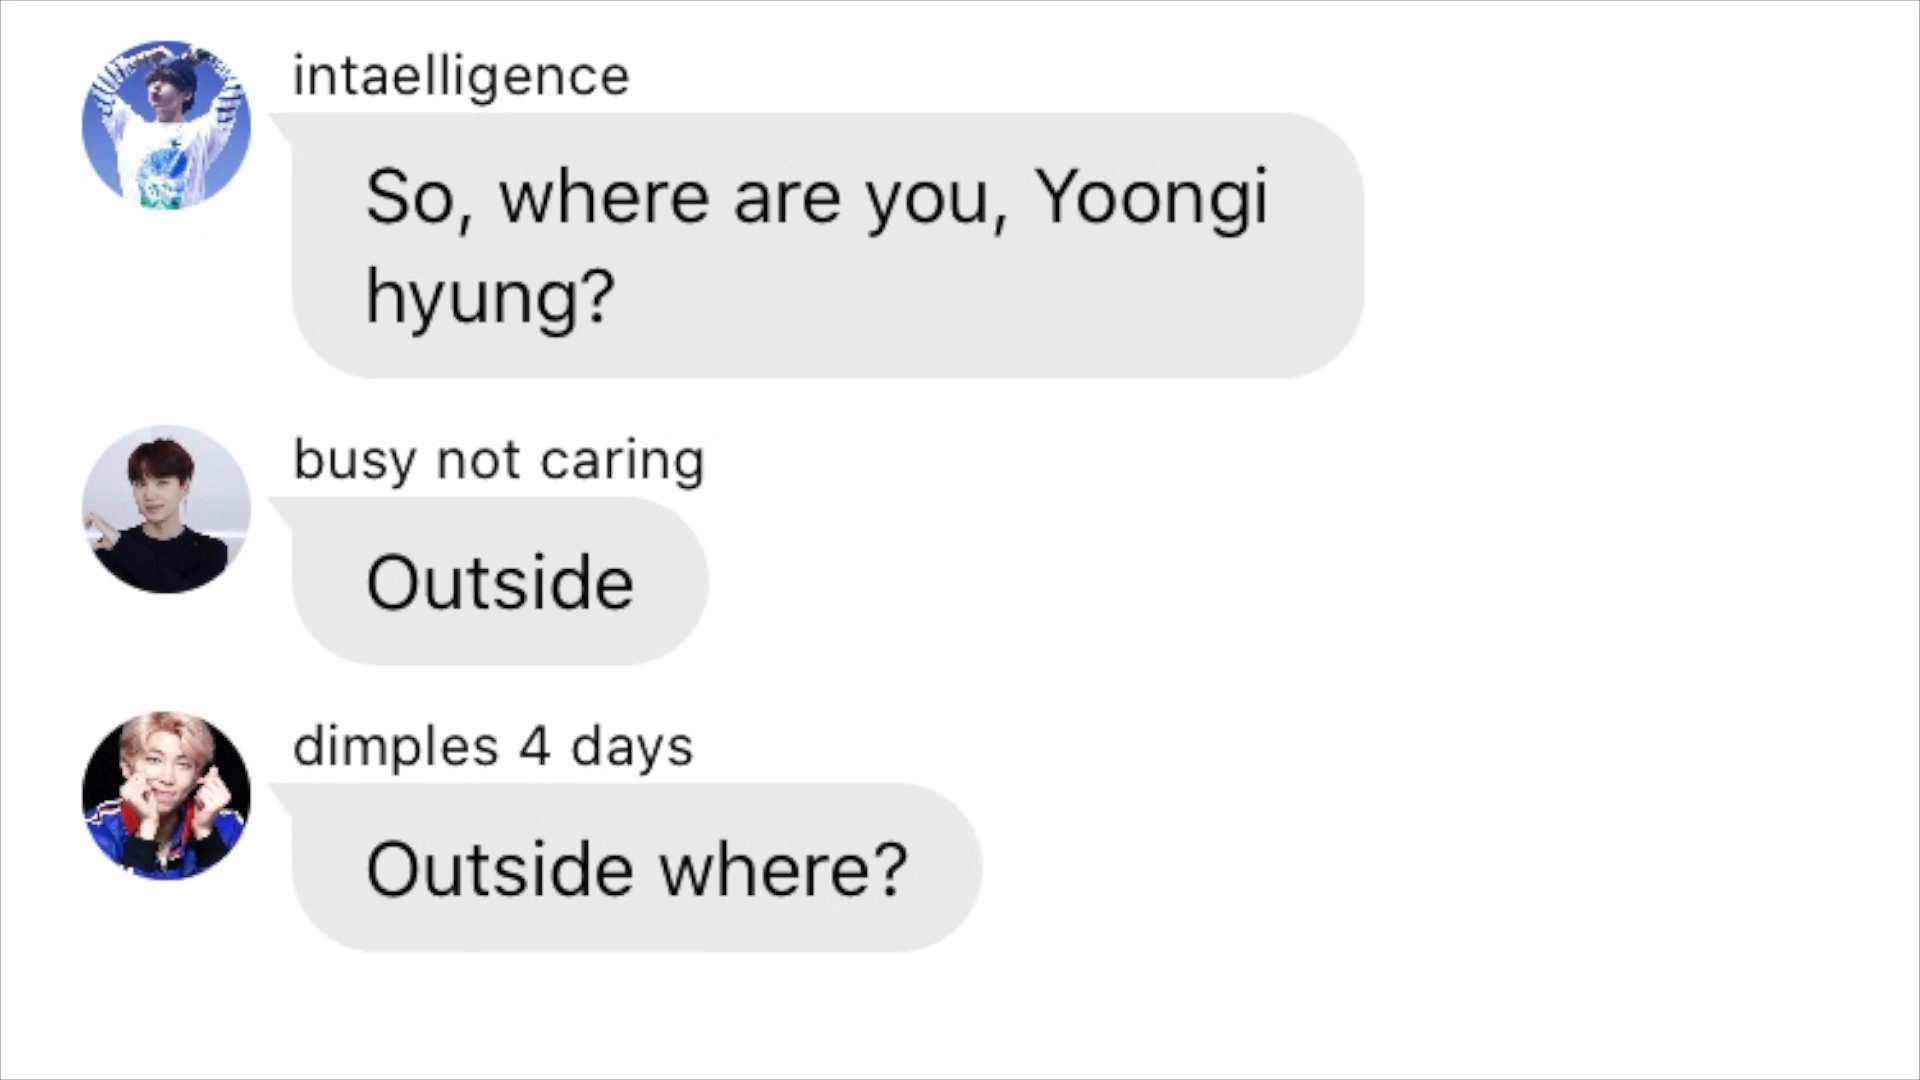 intaelligence
So, where are you, Yoongi
hyung?
busy not caring
Outside
dimples 4 days
Outside where?